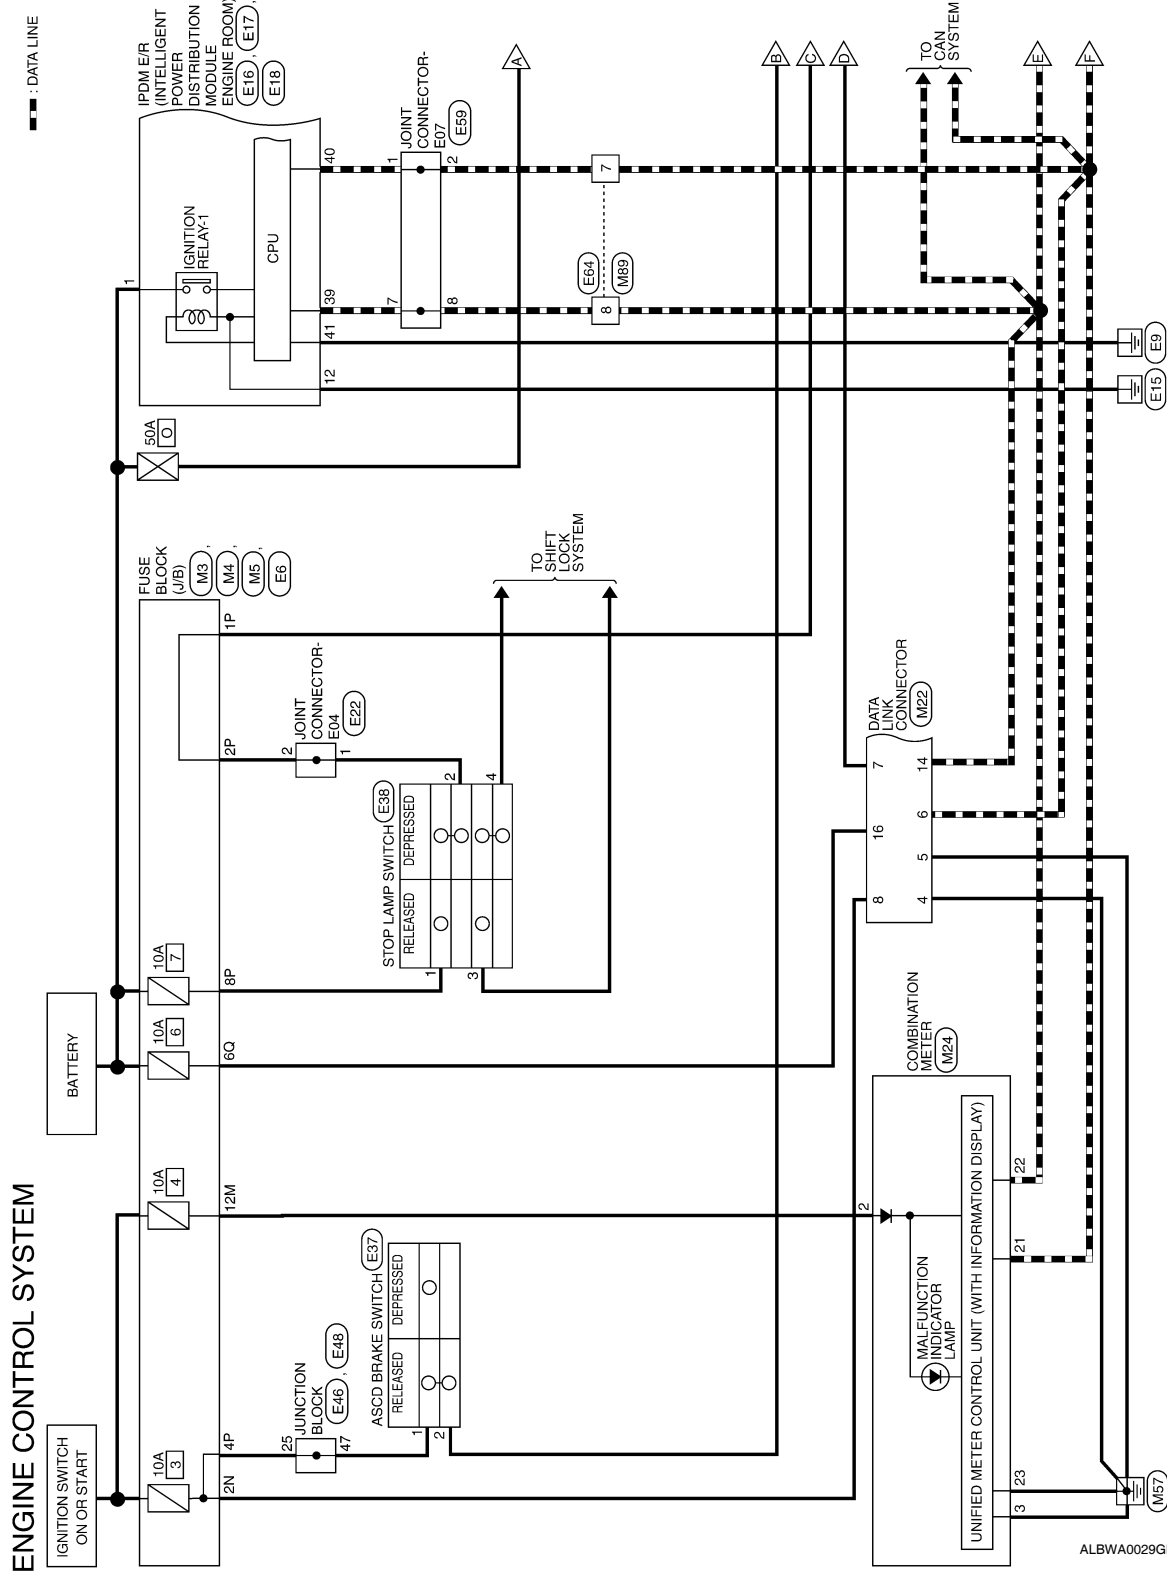 ENGINE CONTROL SYSTEM
: DATA LINE
IGNITION SWITCH
ON OR START
BATTERY
10A
3
10A
4
10A
6
10A
7
FUSE
BLOCK
(J/B)
M3 ,
M4 ,
M5 ,
E6
50A
O
IPDM E/R
(INTELLIGENT
POWER
DISTRIBUTION
MODULE
ENGINE ROOM)
E16 , E17 ,
E18
1
IGNITION
RELAY-1
CPU
2N
4P
12M
6Q
8P
2P
1P
12
41
39
40
25
47
JUNCTION
BLOCK
E46 , E48
ASCD BRAKE SWITCH E37
RELEASED
DEPRESSED
1
2
STOP LAMP SWITCH E38
RELEASED
DEPRESSED
1
3
2
4
2
1
JOINT
CONNECTOR-
E04
E22
TO
SHIFT
LOCK
SYSTEM
7
8
1
2
JOINT
CONNECTOR-
E07
E59
A
8
7
E64
M89
B
C
D
TO
CAN
SYSTEM
E
F
COMBINATION
METER
M24
2
MALFUNCTION
INDICATOR
LAMP
UNIFIED METER CONTROL UNIT (WITH INFORMATION DISPLAY)
3
23
21
22
DATA
LINK
CONNECTOR
M22
8
16
7
4
5
6
14
M57
E15
E9
ALBWA0029G